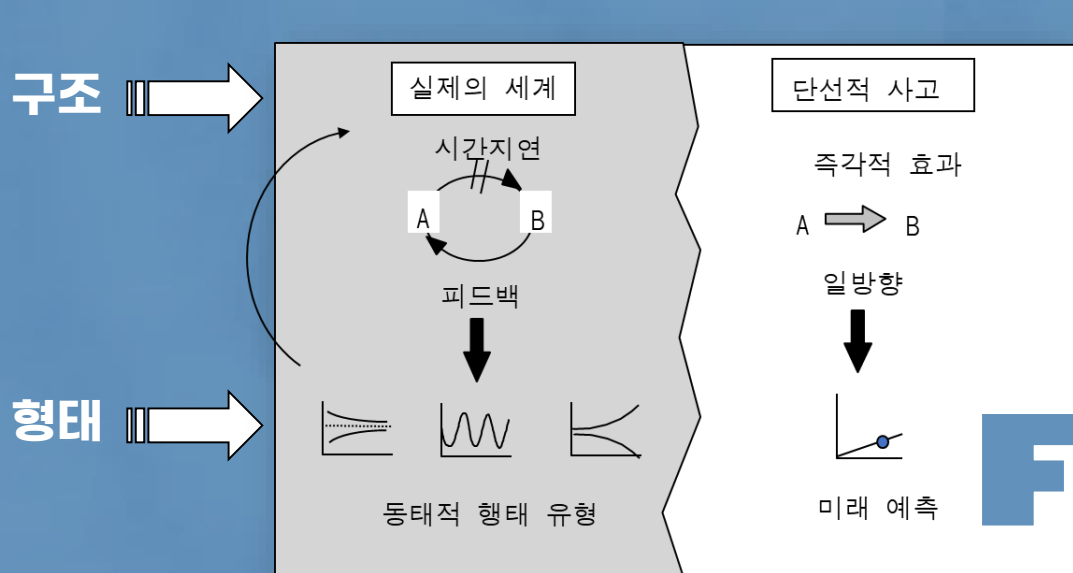 구조
실제의 세계
시간지연
A
B
피드백
단선적 사고
즉각적 효과
A
B
일방향
형태
동태적 행태 유형
미래 예측
F